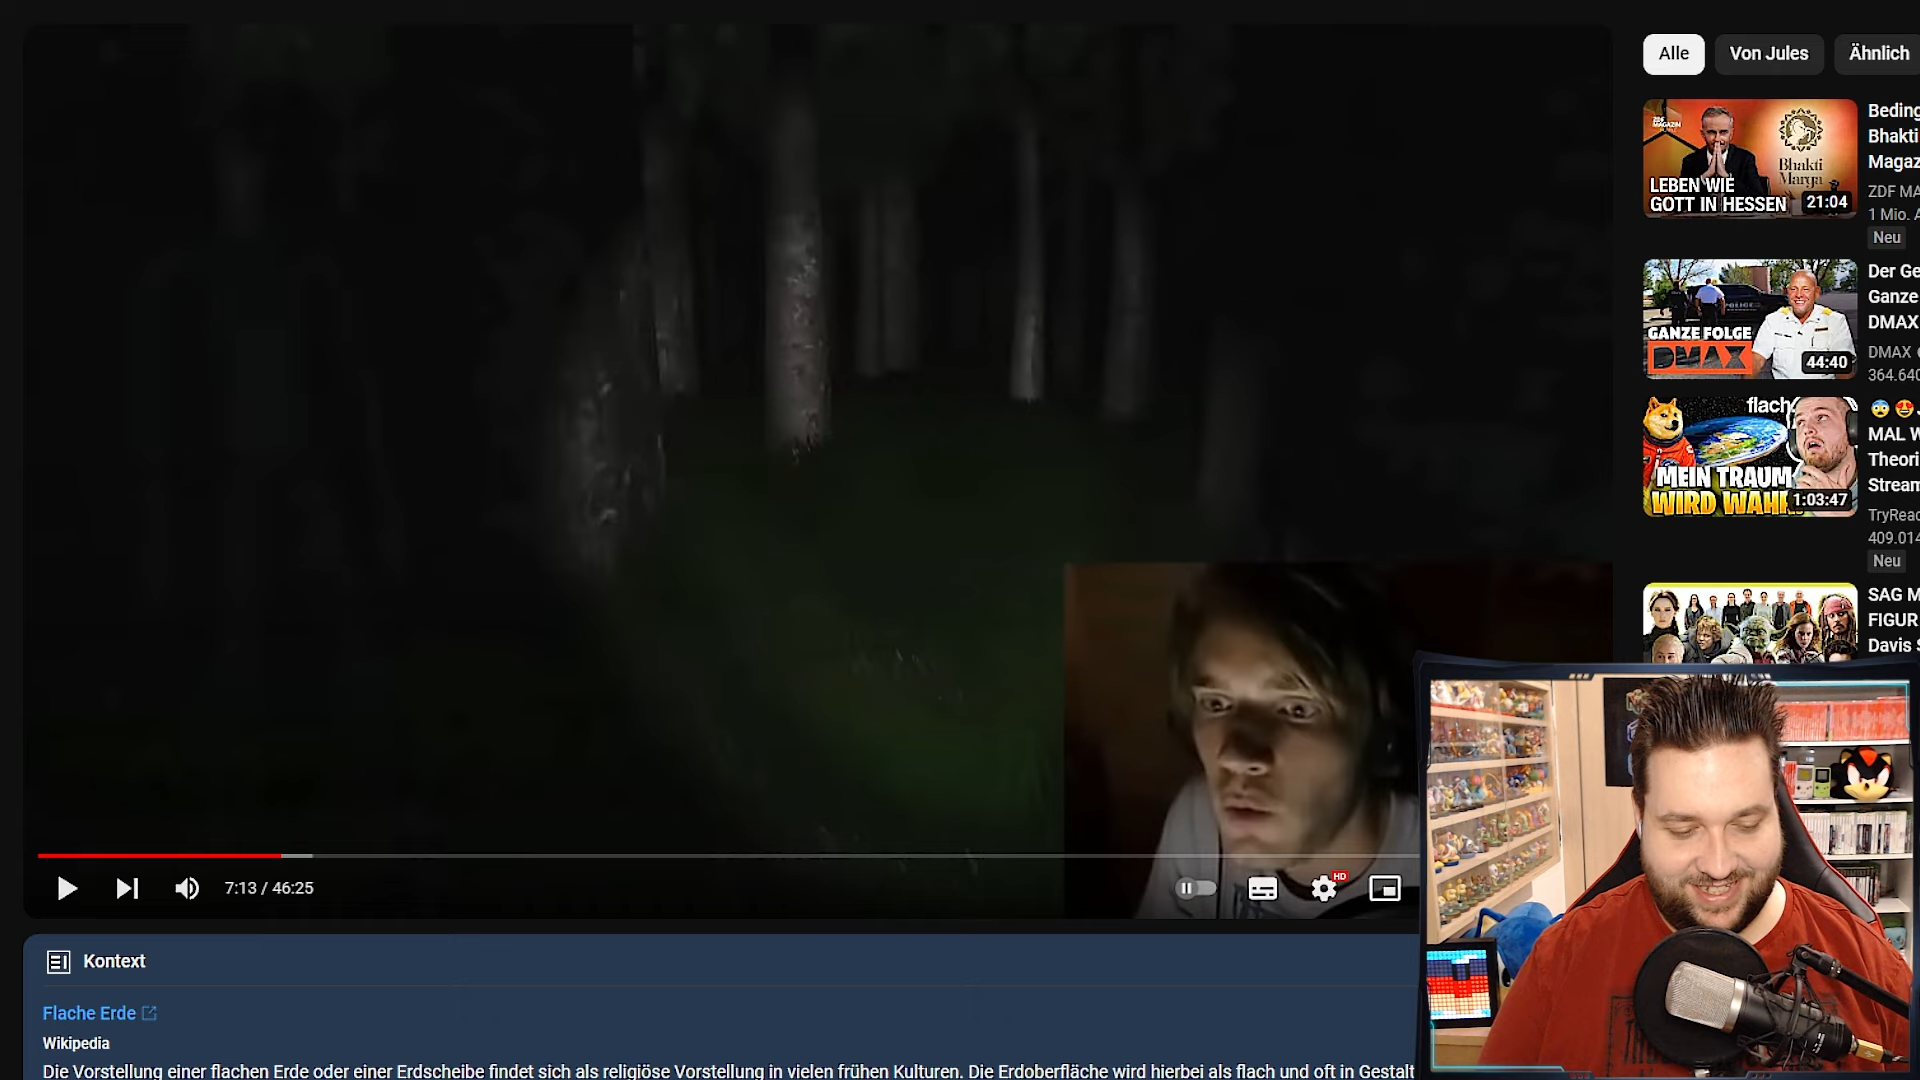 Alle
Von Jules
Ähnlich
ZDF MAGAZIN
Bhakti
Marga
LEBEN WIE
GOTT IN HESSEN
21:04
Beding
Bhakti
Magaz
ZDF MA
1 Mio. A
Neu
POLICE
GANZE FOLGE
DMAX
44:40
Der Ge
Ganze
DMAX
DMAX
364.640
flach
MEIN TRAUM
WIRD WAHR
1:03:47
MAL W
Theori
Stream
TryReac
409.014
Neu
SAG M
FIGUR
Davis S
7:13 / 46:25
HD
Kontext
Flache Erde
Wikipedia
Die Vorstellung einer flachen Erde oder einer Erdscheibe findet sich als religiöse Vorstellung in vielen frühen Kulturen. Die Erdoberfläche wird hierbei als flach und oft in Gestalt